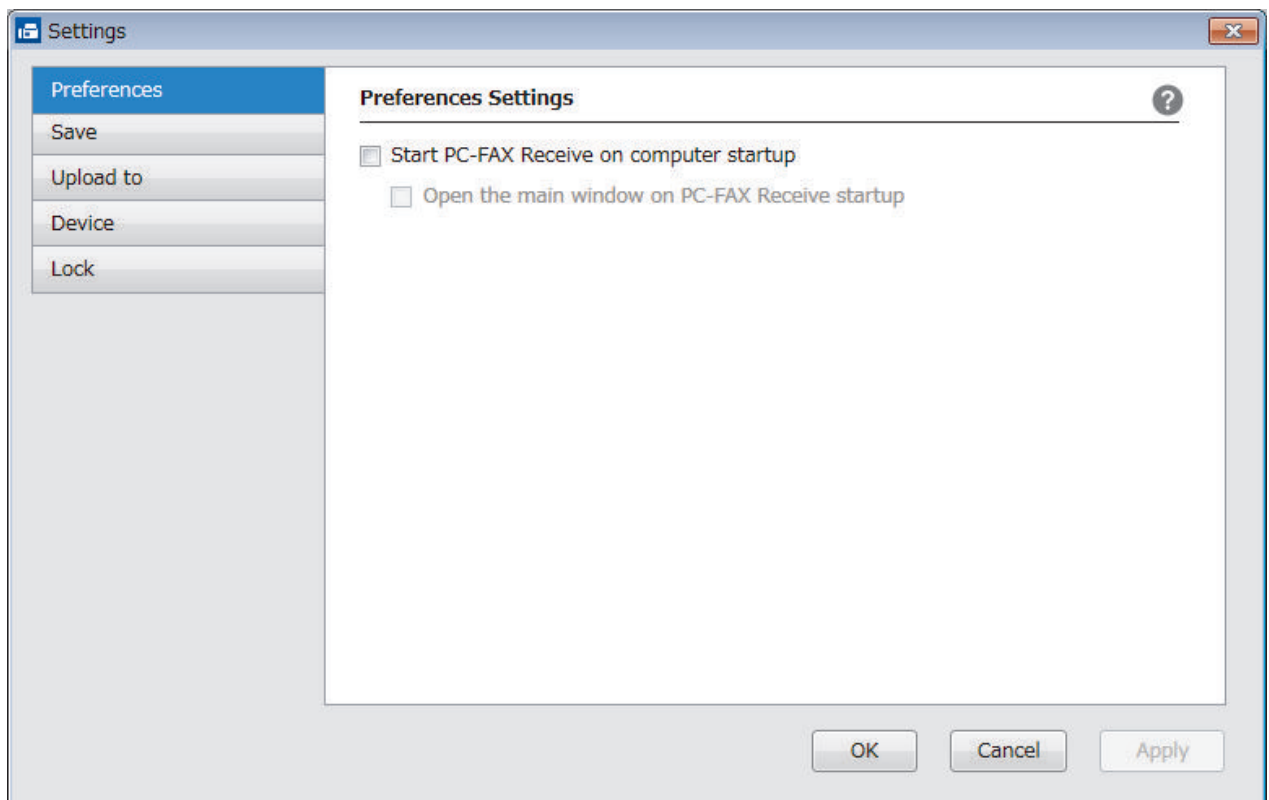 Settings
Preferences
Save
Upload to
Device
Lock
Preferences Settings
?
Start PC-FAX Receive on computer startup
Open the main window on PC-FAX Receive startup
OK
Cancel
Apply